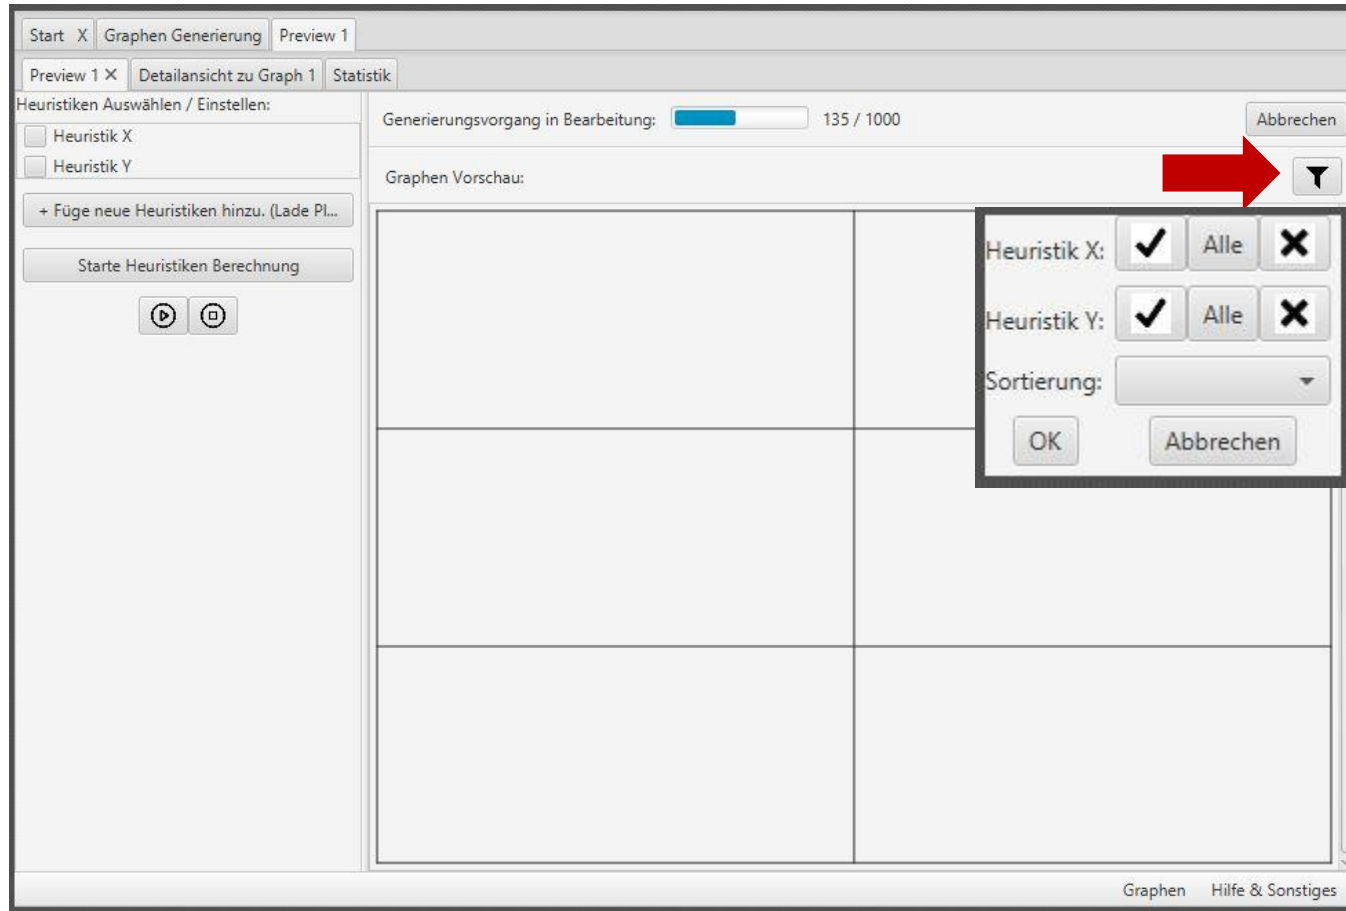 Start X Graphen Generierung Preview 1
Preview 1 X Detailansicht zu Graph 1 Statistik
Heuristiken Auswählen / Einstellen:
Heuristik X
Heuristik Y
+ Füge neue Heuristiken hinzu. (Lade Pl...
Starte Heuristiken Berechnung
Generierungsvorgang in Bearbeitung: 135 / 1000 Abbrechen
Graphen Vorschau:
Heuristik X: Alle
Heuristik Y: Alle
Sortierung:
OK Abbrechen
Graphen Hilfe & Sonstiges